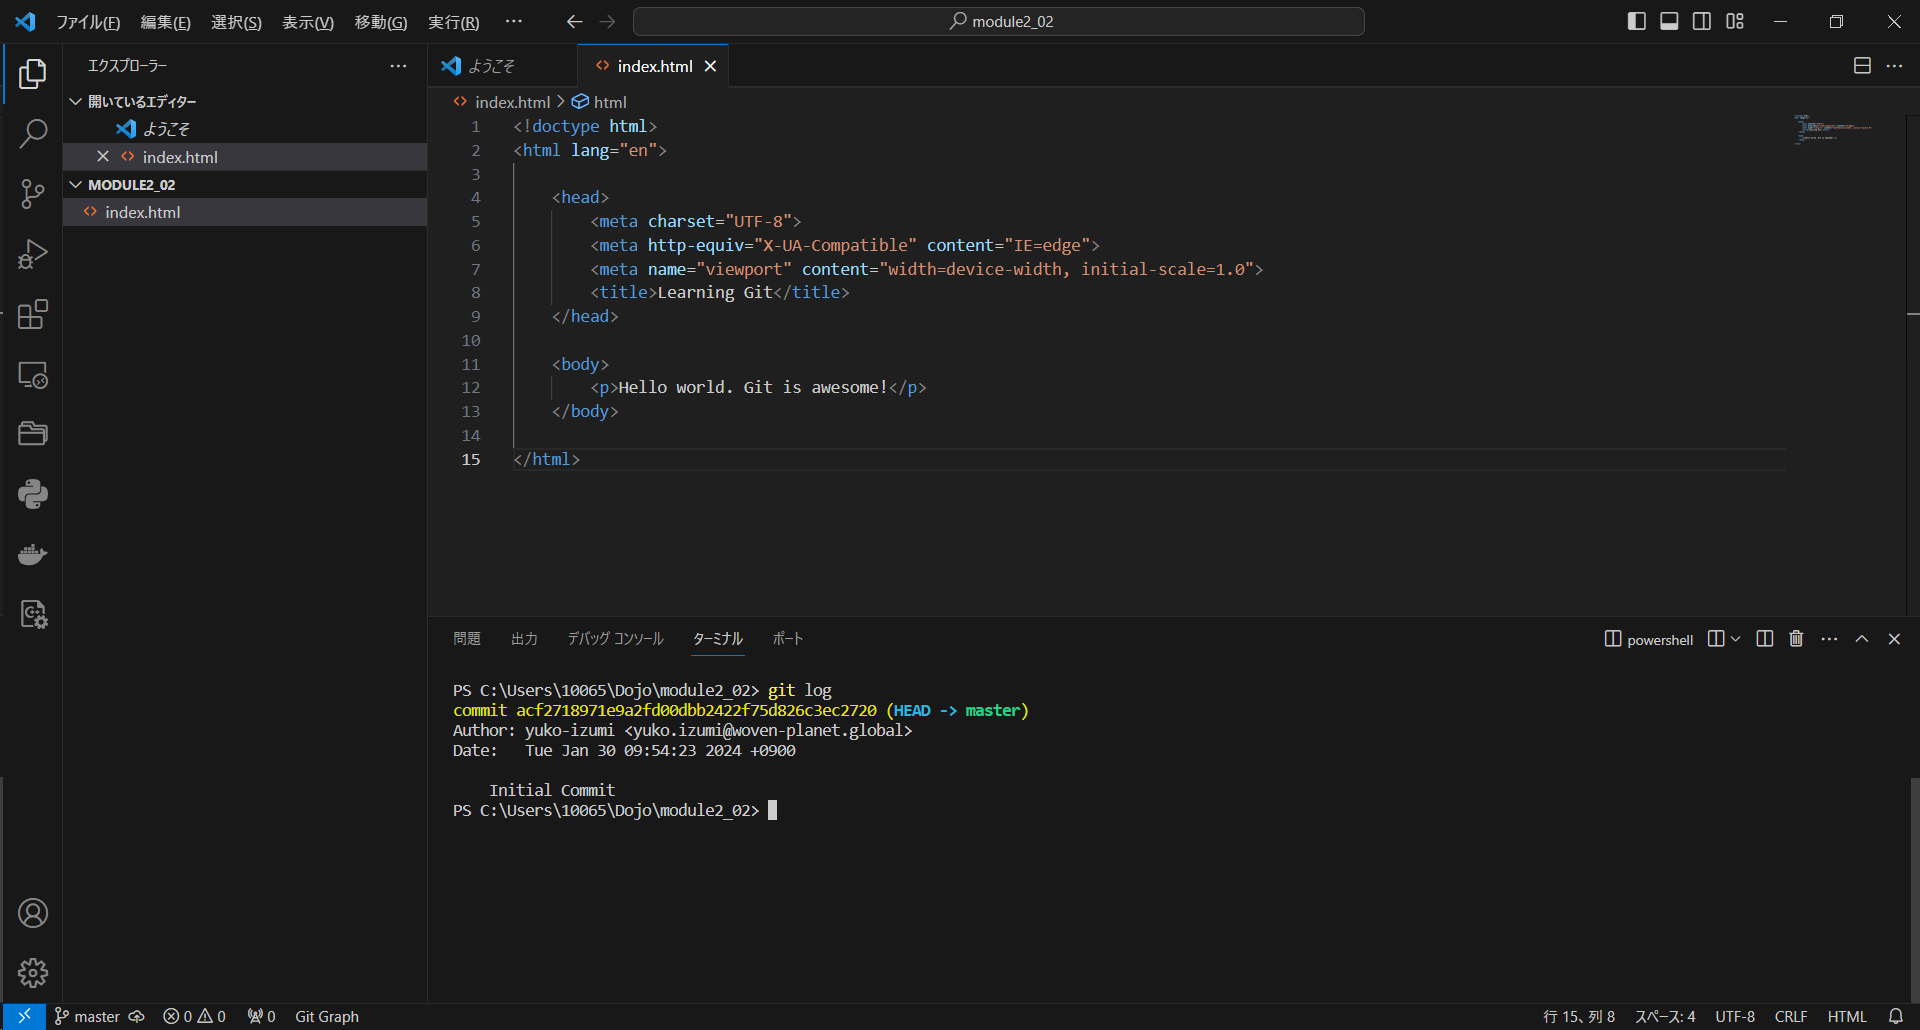 ファイル(F) 編集(E) 選択(S) 表示(V) 移動(G) 実行(R) ··· module2_02
エクスプローラー ···
開いているエディター
ようこそ
index.html
MODULE2_02
index.html
ようこそ index.html
index.html > html
1 <!doctype html>
2 <html lang="en">
3
4 <head>
5 <meta charset="UTF-8">
6 <meta http-equiv="X-UA-Compatible" content="IE=edge">
7 <meta name="viewport" content="width=device-width, initial-scale=1.0">
8 <title>Learning Git</title>
9 </head>
10
11 <body>
12 <p>Hello world. Git is awesome!</p>
13 </body>
14
15 </html>
問題 出力 デバッグ コンソール ターミナル ポート powershell
PS C:\Users\10065\Dojo\module2_02> git log
commit acf2718971e9a2fd00dbb2422f75d826c3ec2720 (HEAD -> master)
Author: yuko-izumi <yuko.izumi@woven-planet.global>
Date: Tue Jan 30 09:54:23 2024 +0900
Initial Commit
PS C:\Users\10065\Dojo\module2_02>
master 0 0 0 Git Graph 行 15、列 8 スペース: 4 UTF-8 CRLF HTML